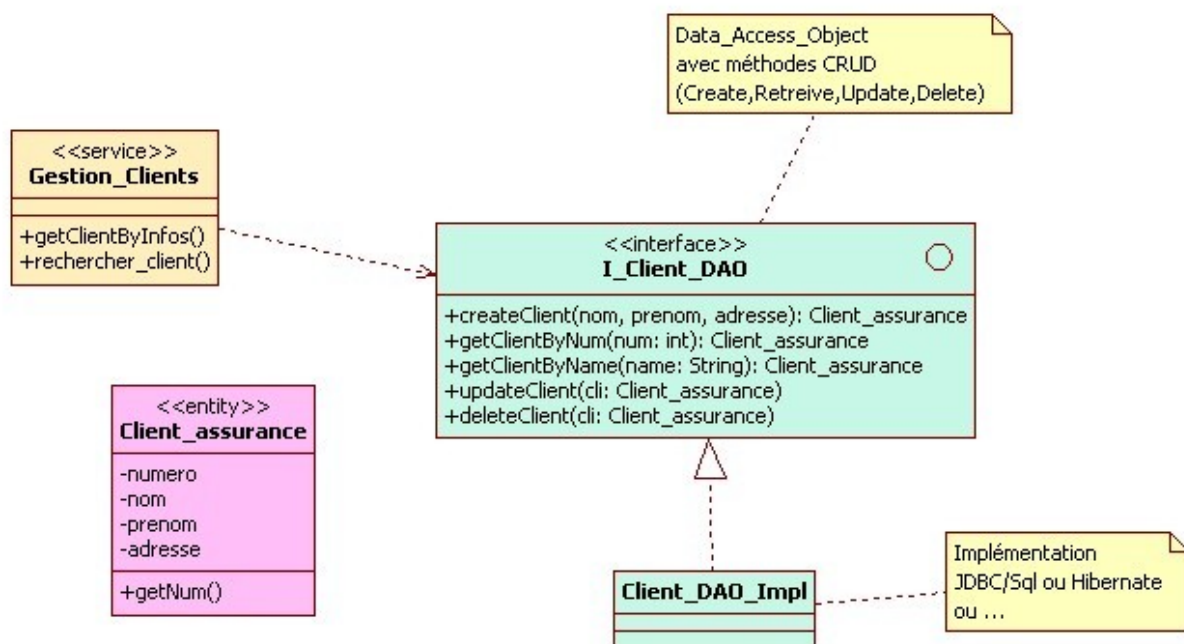 Data_Access_Object
avec méthodes CRUD
(Create,Retreive,Update,Delete)
<<service>>
Gestion_Clients
+getClientByInfos()
+rechercher_client()
<<interface>>
I_Client_DAO
+createClient(nom, prenom, adresse): Client_assurance
+getClientByNum(num: int): Client_assurance
+getClientByName(name: String): Client_assurance
+updateClient(cli: Client_assurance)
+deleteClient(cli: Client_assurance)
<<entity>>
Client_assurance
-numero
-nom
-prenom
-adresse
+getNum()
Client_DAO_Impl
Implémentation
JDBC/Sql ou Hibernate
ou ...